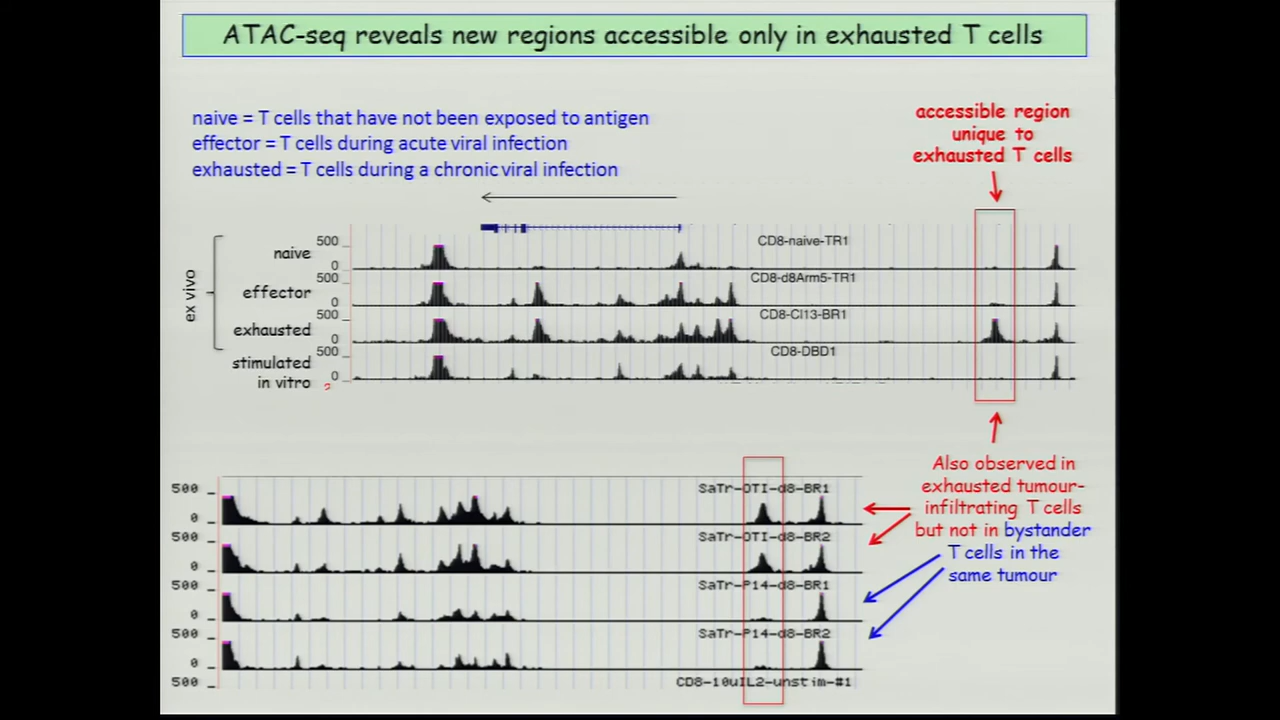 ATAC-seq reveals new regions accessible only in exhausted T cells
naive = T cells that have not been exposed to antigen
effector = T cells during acute viral infection
exhausted = T cells during a chronic viral infection
accessible region
unique to
exhausted T cells
ex vivo
naive
500
0
CD8-naive-TR1
effector
500
0
CD8-d8Arm5-TR1
exhausted
500
0
CD8-Cl13-BR1
stimulated
in vitro
500
0
CD8-DBD1
2
Also observed in
exhausted tumour-
infiltrating T cells
but not in bystander
T cells in the
same tumour
500
0
SaTr-OTI-d8-BR1
500
0
SaTr-OTI-d8-BR2
500
0
SaTr-P14-d8-BR1
500
0
SaTr-P14-d8-BR2
500
CD8-10uIL2-unstim-#1